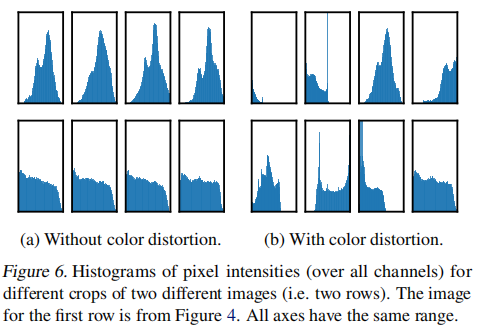 (a) Without color distortion.
(b) With color distortion.
Figure 6. Histograms of pixel intensities (over all channels) for
different crops of two different images (i.e. two rows). The image
for the first row is from Figure 4. All axes have the same range.